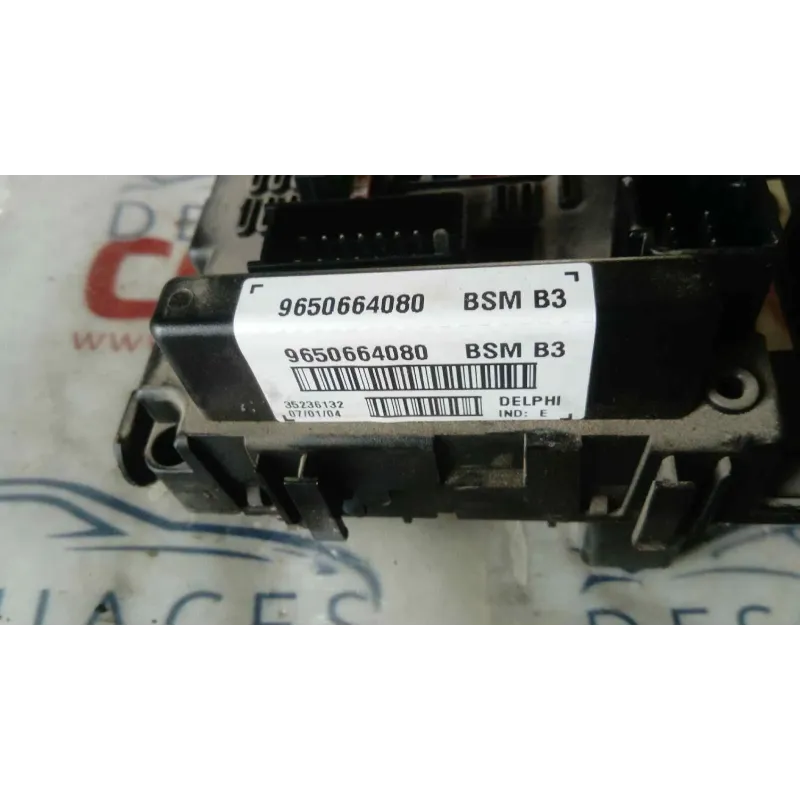 9650664080 BSM B3
9650664080 BSM B3
35236132 DELPHI
07/01/04 IND: E